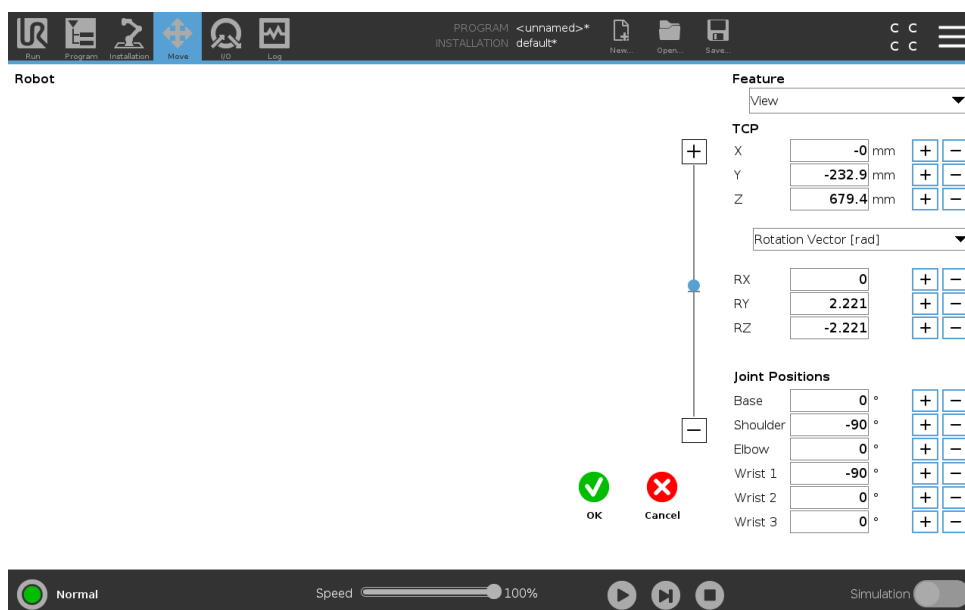 PROGRAM <unnamed>*
INSTALLATION default*
C C
C C
UR
Run
Program
Installation
Move
I/O
Log
New...
Open...
Save...
Robot
Feature
View
TCP
X -0 mm + −
Y -232.9 mm + −
Z 679.4 mm + −
Rotation Vector [rad]
RX 0 + −
RY 2.221 + −
RZ -2.221 + −
Joint Positions
Base 0 ° + −
Shoulder -90 ° + −
Elbow 0 ° + −
Wrist 1 -90 ° + −
Wrist 2 0 ° + −
Wrist 3 0 ° + −
+
−
OK
Cancel
Normal
Speed 100%
Simulation